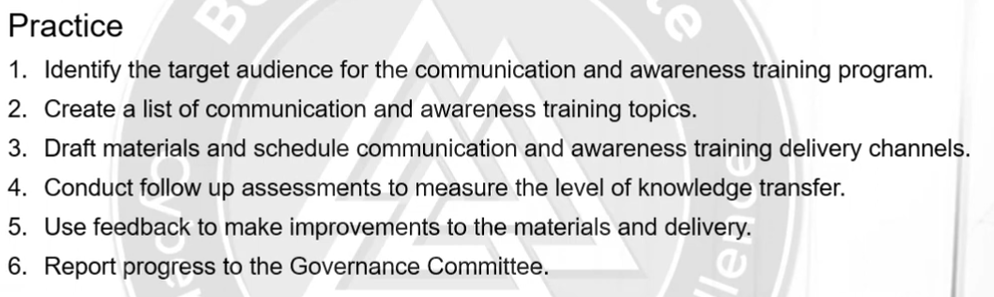 Practice
1. Identify the target audience for the communication and awareness training program.
2. Create a list of communication and awareness training topics.
3. Draft materials and schedule communication and awareness training delivery channels.
4. Conduct follow up assessments to measure the level of knowledge transfer.
5. Use feedback to make improvements to the materials and delivery.
6. Report progress to the Governance Committee.